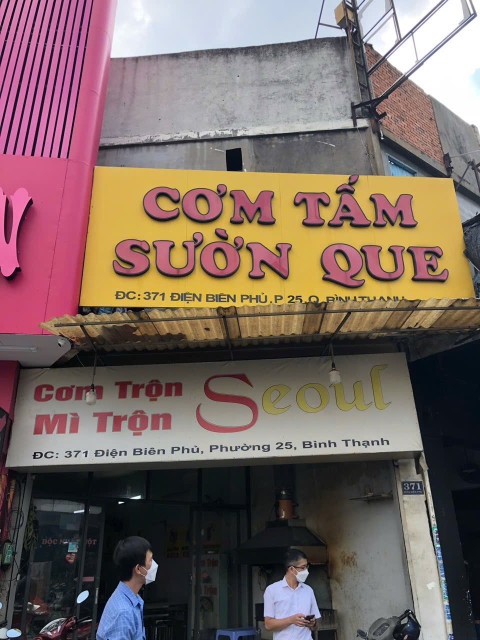 CƠM TẤM
SƯỜN QUE
ĐC: 371 ĐIỆN BIÊN PHỦ, P 25, Q. BÌNH THẠNH
Cơm Trộn
Mì Trộn
Seoul
ĐC: 371 Điện Biên Phủ, Phường 25, Bình Thạnh
371